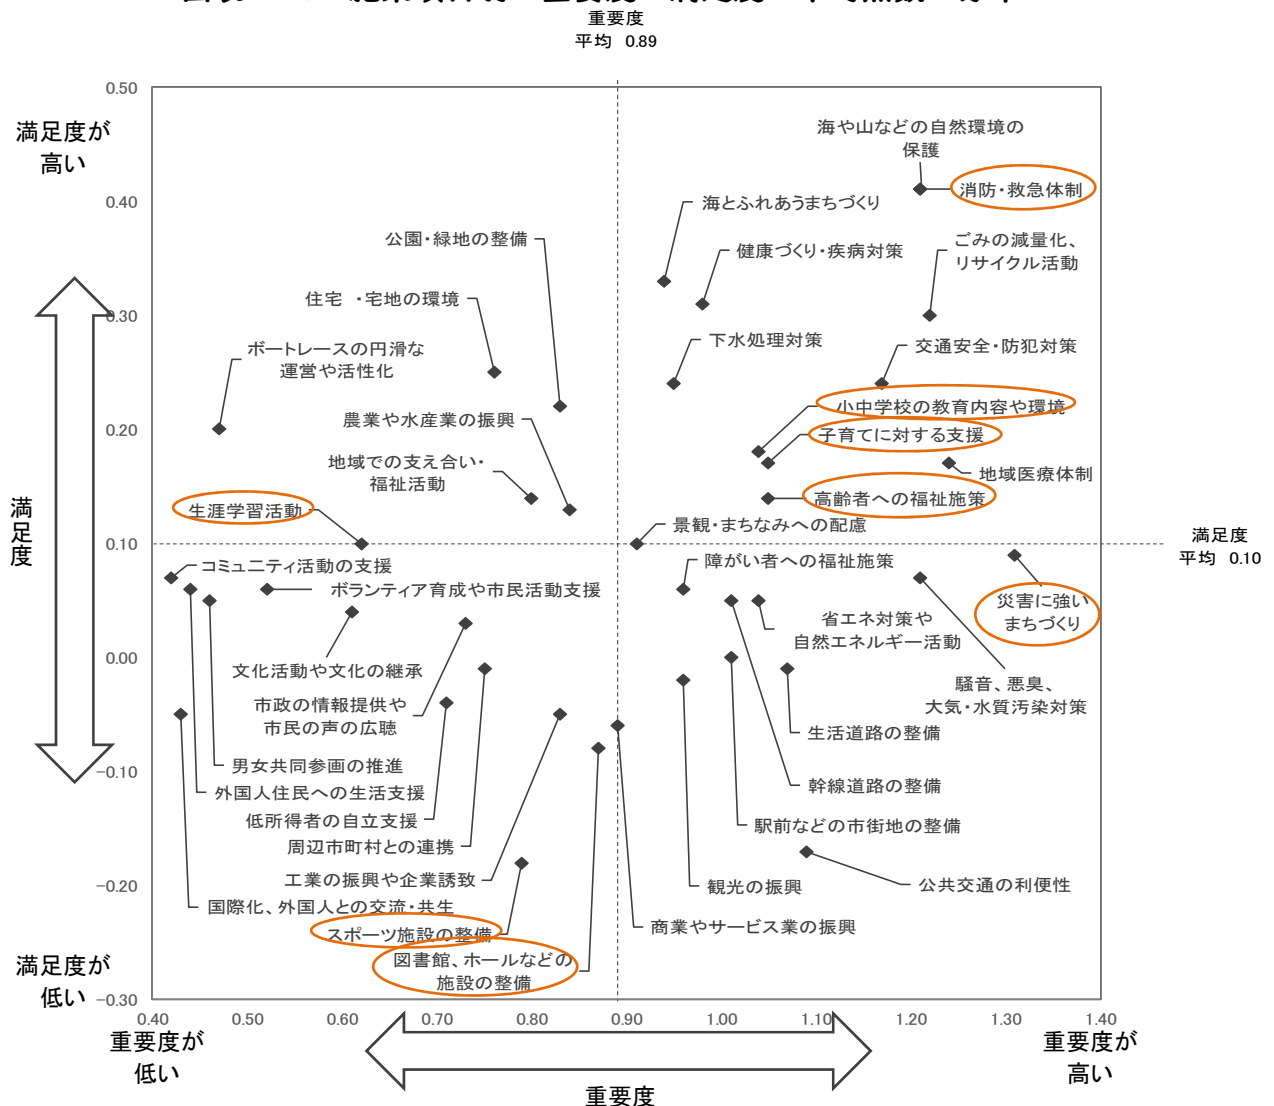 重要度
平均 0.89
0.50
満足度が
高い
海や山などの自然環境の
保護
消防・救急体制
0.40
海とふれあうまちづくり
公園・緑地の整備
健康づくり・疾病対策
ごみの減量化、
リサイクル活動
住宅 ・宅地の環境
0.30
ボートレースの円滑な
運営や活性化
下水処理対策
交通安全・防犯対策
小中学校の教育内容や環境
農業や水産業の振興
0.20
子育てに対する支援
地域での支え合い・
福祉活動
地域医療体制
高齢者への福祉施策
生涯学習活動
満足度
景観・まちなみへの配慮
0.10
満足度
平均 0.10
コミュニティ活動の支援
障がい者への福祉施策
ボランティア育成や市民活動支援
災害に強い
まちづくり
省エネ対策や
自然エネルギー活動
0.00
文化活動や文化の継承
騒音、悪臭、
大気・水質汚染対策
市政の情報提供や
市民の声の広聴
生活道路の整備
男女共同参画の推進
-0.10
外国人住民への生活支援
幹線道路の整備
低所得者の自立支援
駅前などの市街地の整備
周辺市町村との連携
工業の振興や企業誘致
観光の振興
公共交通の利便性
-0.20
国際化、外国人との交流・共生
商業やサービス業の振興
スポーツ施設の整備
図書館、ホールなどの
施設の整備
満足度が
低い
-0.30
0.40 0.50 0.60 0.70 0.80 0.90 1.00 1.10 1.20 1.30 1.40
重要度が
低い
重要度
重要度が
高い